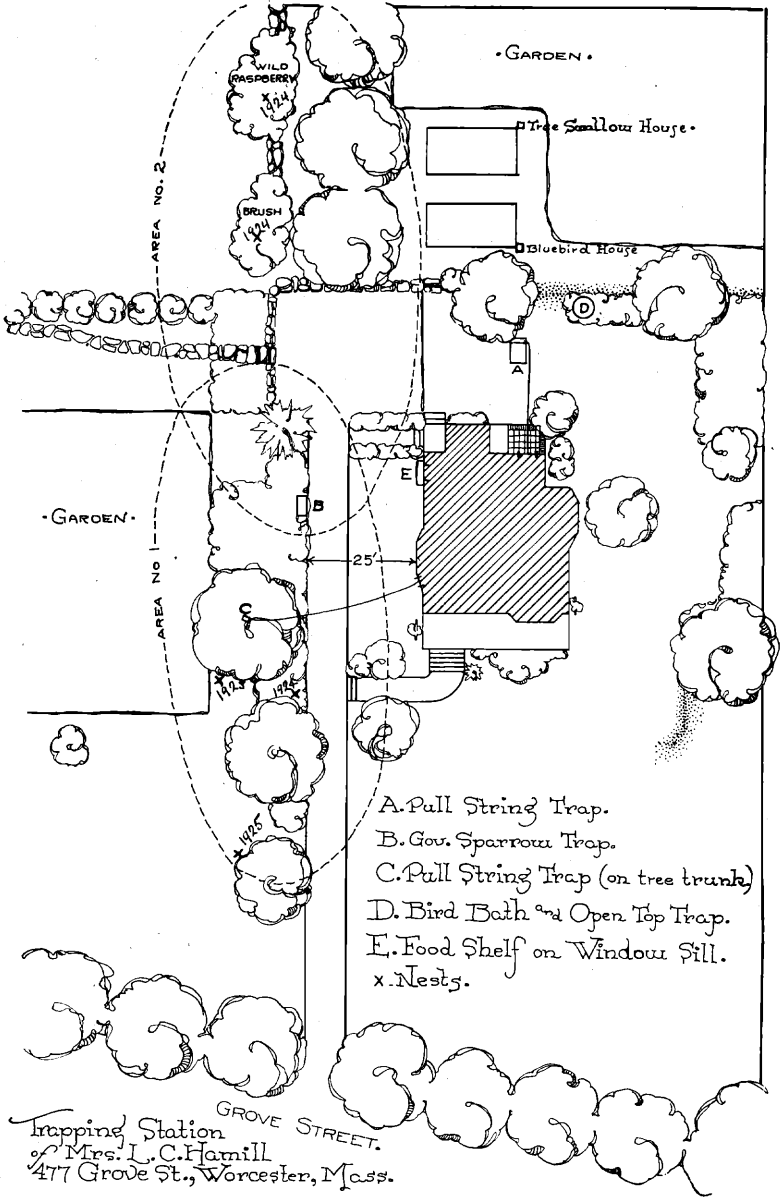 ·GARDEN·
WILD
RASPBERRY
1924
Tree Swallow House·
AREA No. 2
BRUSH
1924
Bluebird House
D
A
E
B
·GARDEN·
AREA No 1
25'
C
1925
1925
A. Pull String Trap.
B. Gov. Sparrow Trap.
C. Pull String Trap (on tree trunk)
D. Bird Bath and Open Top Trap.
E. Food Shelf on Window Sill.
x-Nests.
GROVE STREET.
Trapping Station
of Mrs. L. C. Hamill
477 Grove St., Worcester, Mass.